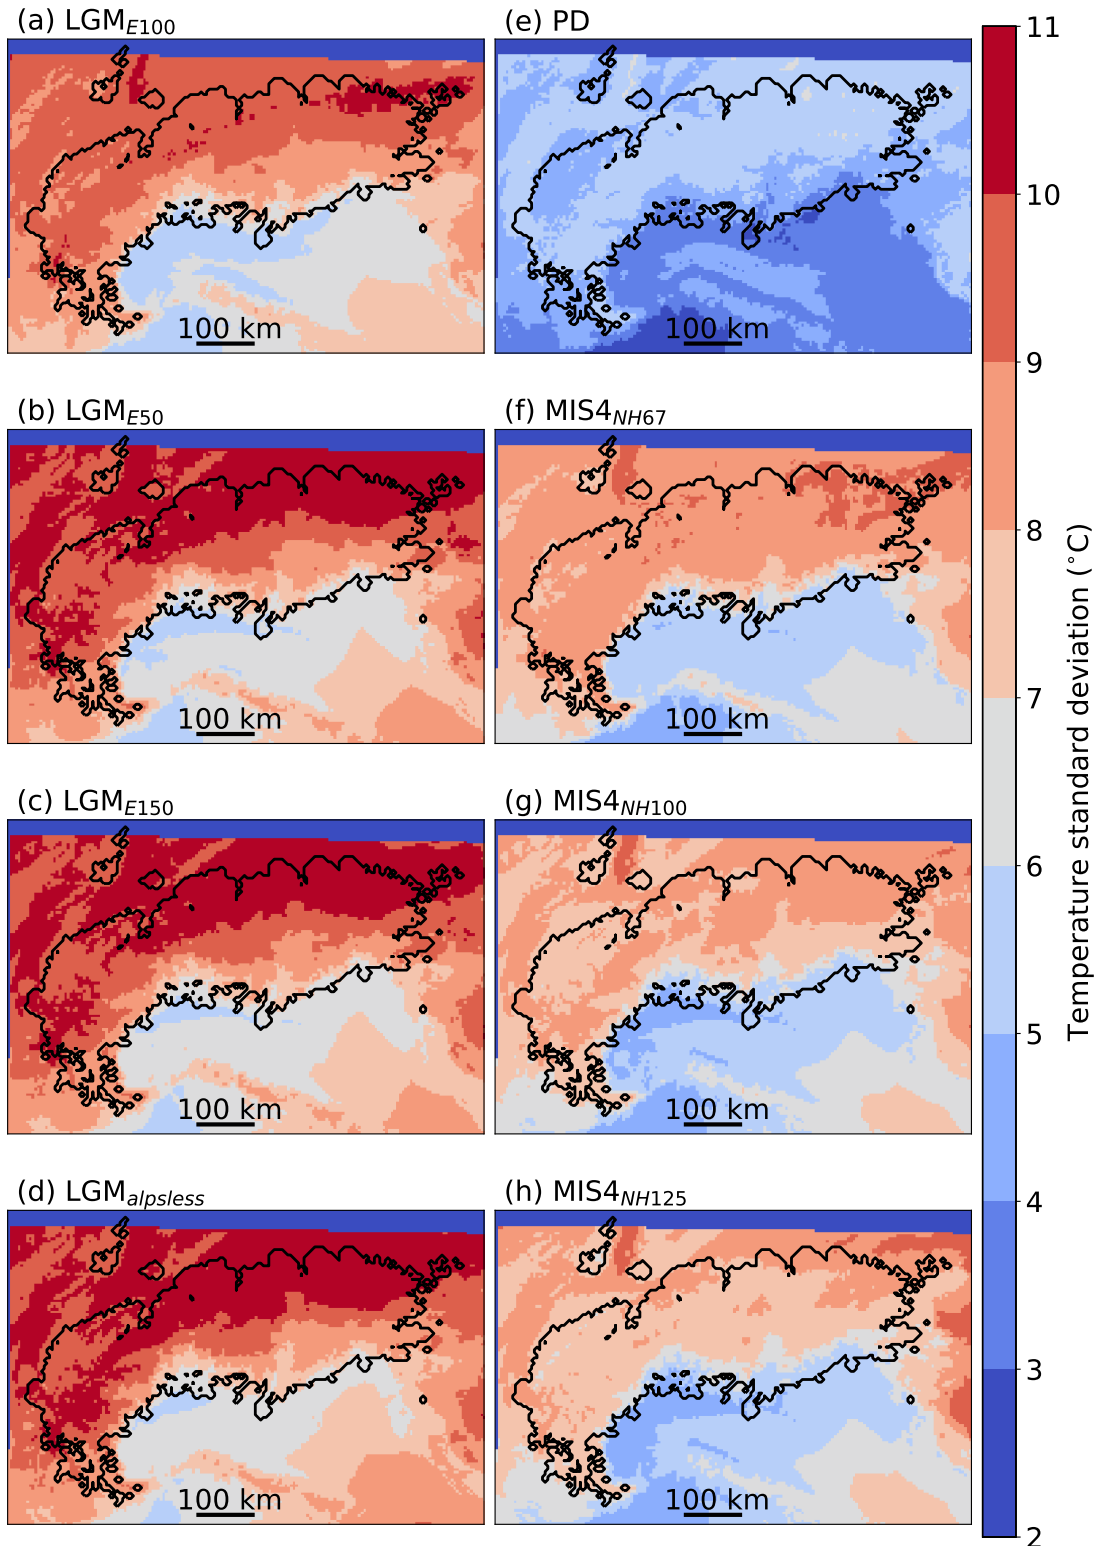 (a) LGM_E100
100 km
(b) LGM_E50
100 km
(c) LGM_E150
100 km
(d) LGM_alpsless
100 km
(e) PD
100 km
(f) MIS4_NH67
100 km
(g) MIS4_NH100
100 km
(h) MIS4_NH125
100 km
11
10
9
8
7
6
5
4
3
2
Temperature standard deviation (°C)